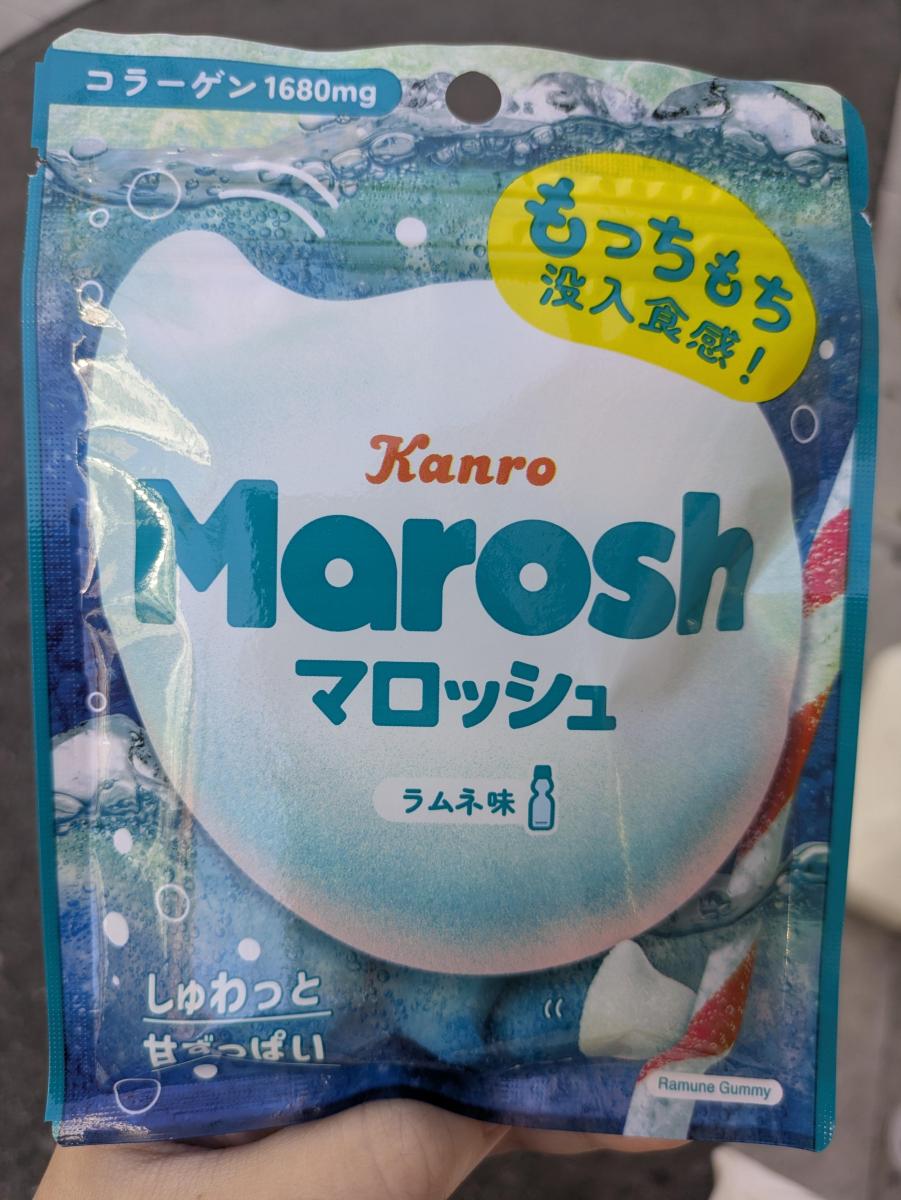 コラーゲン1680mg
もっちもち
没入食感!
Kanro
Marosh
マロッシュ
ラムネ味
しゅわっと
甘ずっぱい
Ramune Gummy